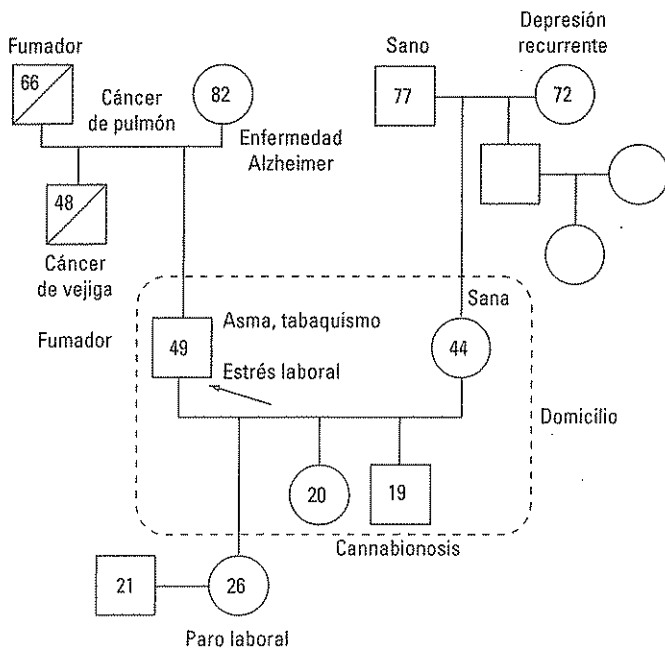 Fumador
66
Cáncer
de pulmón
82
Enfermedad
Alzheimer
48
Cáncer
de vejiga
Sano
77
Depresión
recurrente
72
Fumador
49
Asma, tabaquismo
Estrés laboral
Sana
44
Domicilio
20
19
Cannabionosis
21
26
Paro laboral